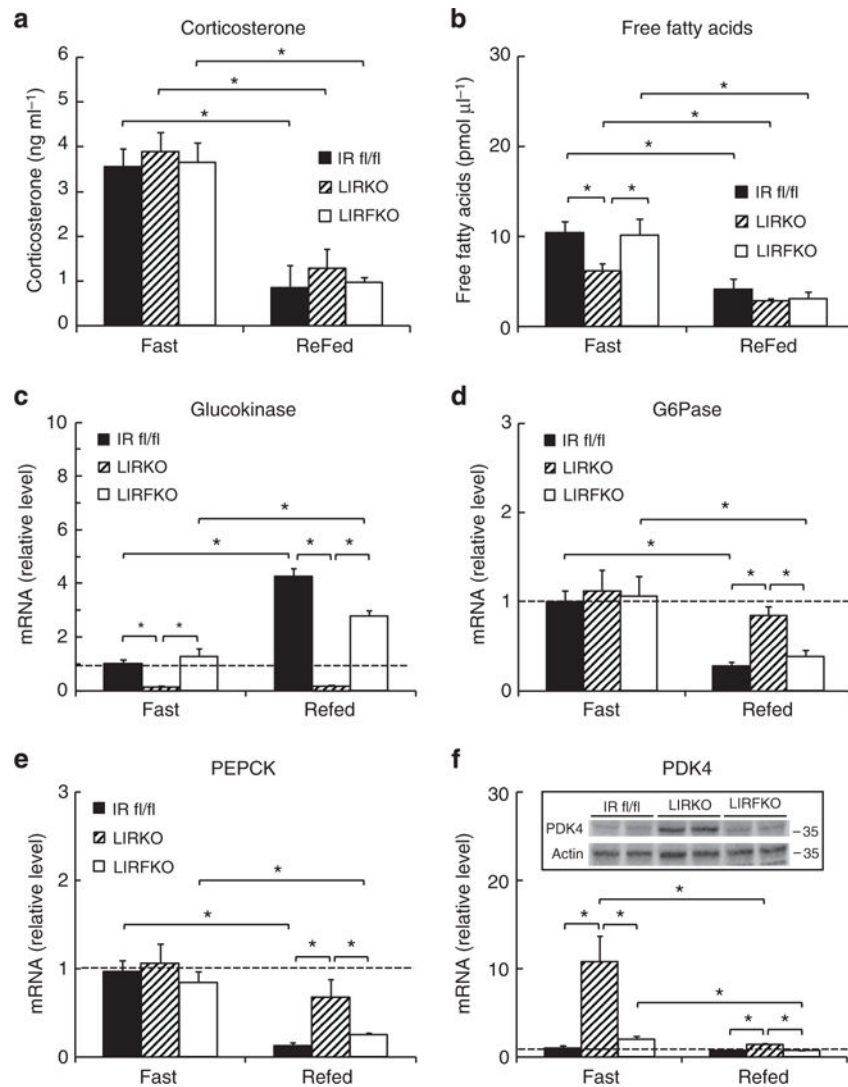 a
Corticosterone
Corticosterone (ng ml⁻¹)
6
5
4
3
2
1
0
* 
*
*
IR fl/fl
LIRKO
LIRFKO
Fast
ReFed
b
Free fatty acids
Free fatty acids (pmol μl⁻¹)
30
20
10
0
*
*
*
* *
IR fl/fl
LIRKO
LIRFKO
Fast
ReFed
c
Glucokinase
mRNA (relative level)
10
8
6
4
2
0
IR fl/fl
LIRKO
LIRFKO
*
*
* *
* *
Fast
Refed
d
G6Pase
mRNA (relative level)
3
2
1
0
IR fl/fl
LIRKO
LIRFKO
*
*
* *
Fast
Refed
e
PEPCK
mRNA (relative level)
3
2
1
0
IR fl/fl
LIRKO
LIRFKO
*
*
* *
Fast
Refed
f
PDK4
mRNA (relative level)
30
20
10
0
IR fl/fl LIRKO LIRFKO
PDK4 –35
Actin –35
*
* *
*
* *
Fast
Refed